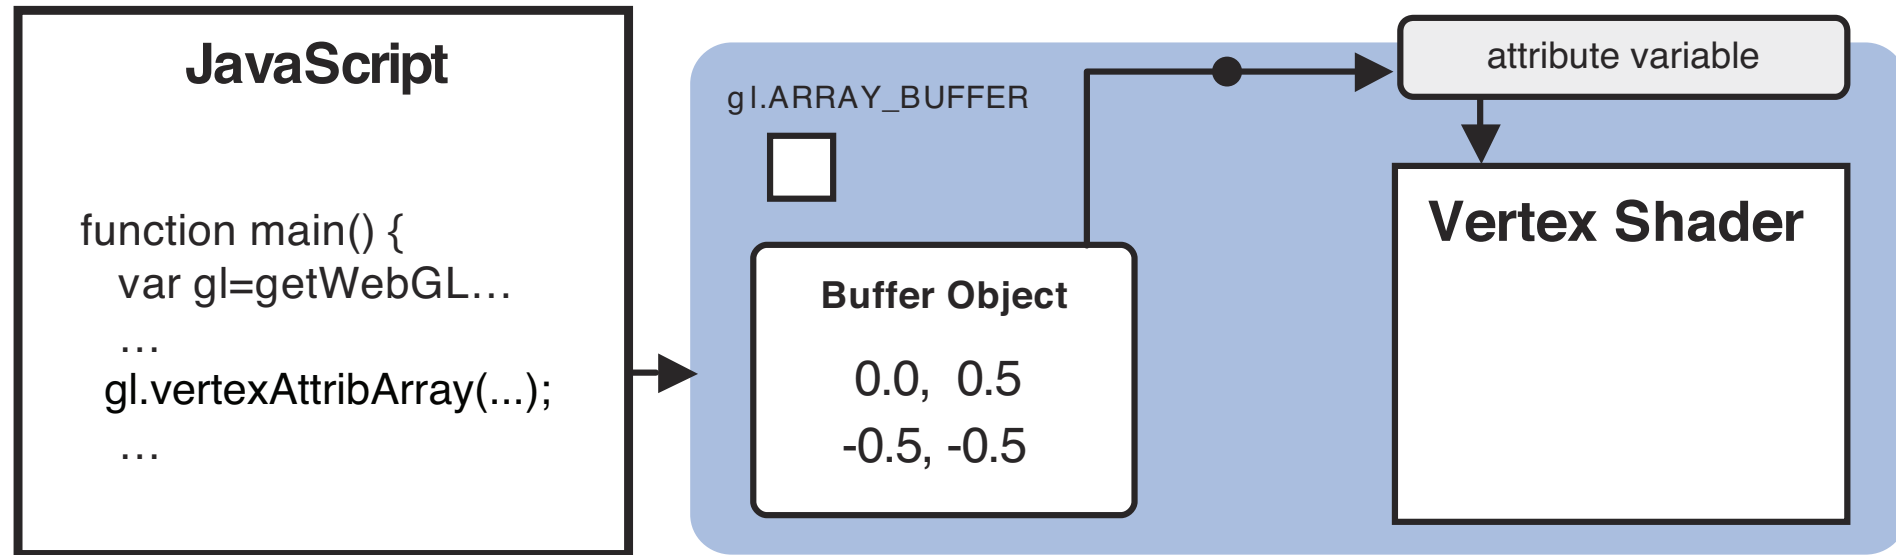 JavaScript
function main() {
var gl=getWebGL…
…
gl.vertexAttribArray(...);
…
gl.ARRAY_BUFFER
Buffer Object
0.0, 0.5
-0.5, -0.5
attribute variable
Vertex Shader